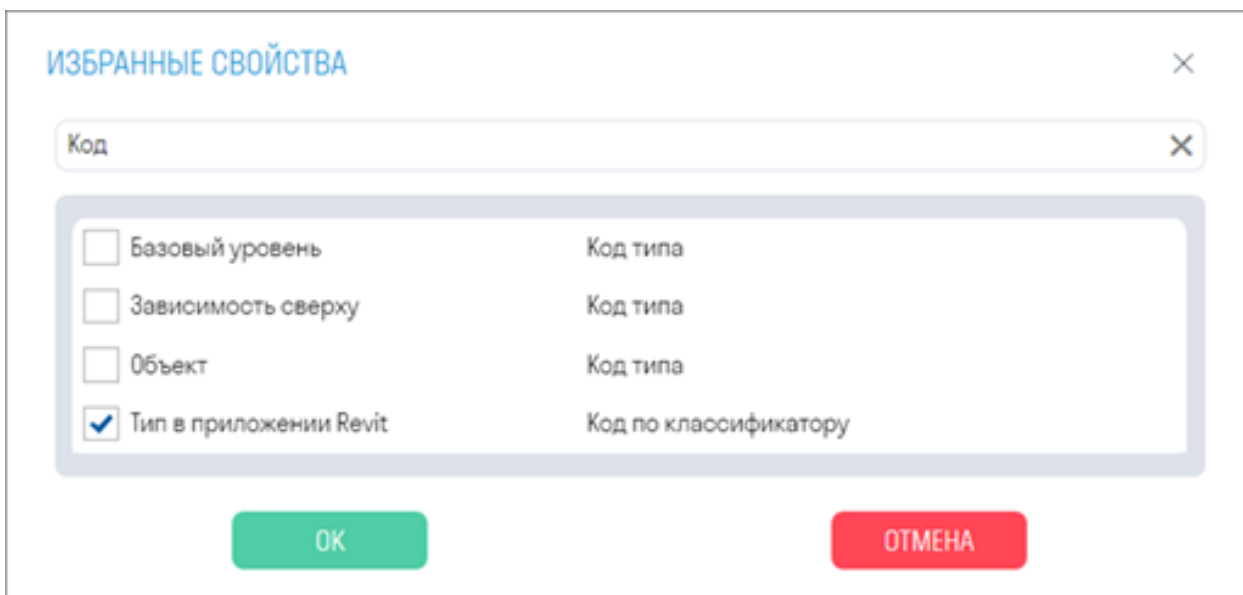 ИЗБРАННЫЕ СВОЙСТВА
Код
Базовый уровень Код типа
Зависимость сверху Код типа
Объект Код типа
Тип в приложении Revit Код по классификатору
ОК ОТМЕНА